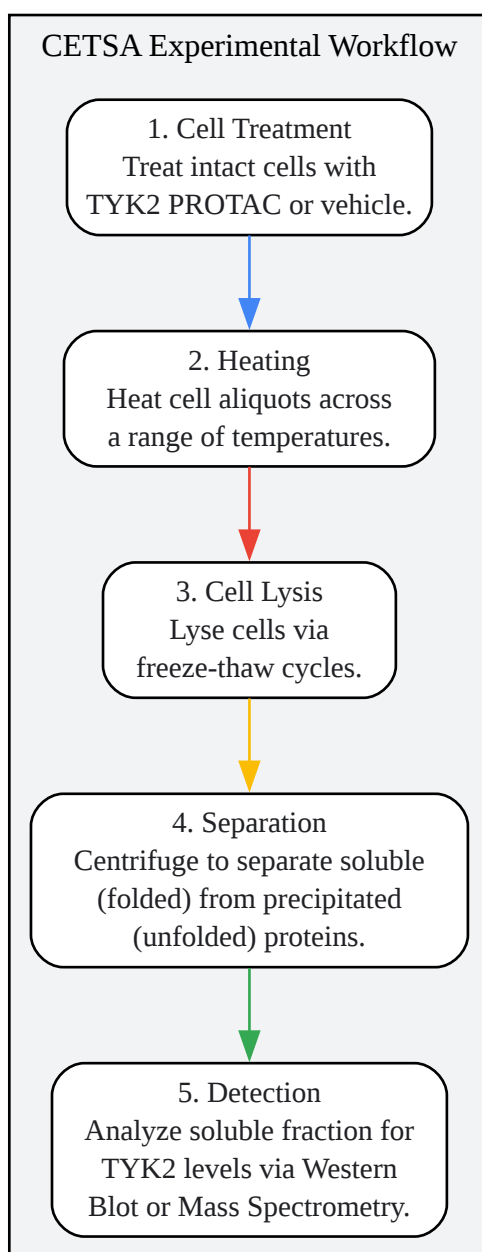 CETSA Experimental Workflow
1. Cell Treatment
Treat intact cells with
TYK2 PROTAC or vehicle.
2. Heating
Heat cell aliquots across
a range of temperatures.
3. Cell Lysis
Lyse cells via
freeze-thaw cycles.
4. Separation
Centrifuge to separate soluble
(folded) from precipitated
(unfolded) proteins.
5. Detection
Analyze soluble fraction for
TYK2 levels via Western
Blot or Mass Spectrometry.